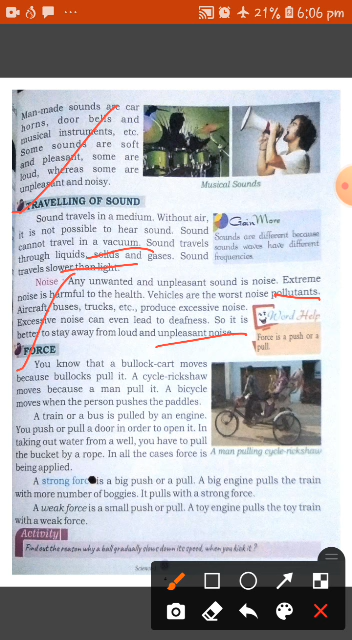 21% 6:06 pm
Man-made sounds are car
horns, door bells and
musical instruments, etc.
Some sounds are soft
and pleasant, some are
loud, whereas some are
unpleasant and noisy.
Musical Sounds
TRAVELLING OF SOUND
Sound travels in a medium. Without air,
it is not possible to hear sound. Sound
cannot travel in a vacuum. Sound travels
through liquids, solids and gases. Sound
travels slower than light.
Gain More
Sounds are different because
sounds waves have different
frequencies.
Noise : Any unwanted and unpleasant sound is noise. Extreme
noise is harmful to the health. Vehicles are the worst noise pollutants.
Aircraft, buses, trucks, etc., produce excessive noise.
Excessive noise can even lead to deafness. So it is
better to stay away from loud and unpleasant noise.
Word Help
Force is a push or a
pull.
FORCE
You know that a bullock-cart moves
because bullocks pull it. A cycle-rickshaw
moves because a man pull it. A bicycle
moves when the person pushes the paddles.
A train or a bus is pulled by an engine.
You push or pull a door in order to open it. In
taking out water from a well, you have to pull
the bucket by a rope. In all the cases force is
being applied.
A man pulling cycle-rickshaw
A strong force is a big push or a pull. A big engine pulls the train
with more number of boggies. It pulls with a strong force.
A weak force is a small push or a pull. A toy engine pulls the toy train
with a weak force.
Activity
Find out the reason why a ball gradually slows down its speed, when you kick it?